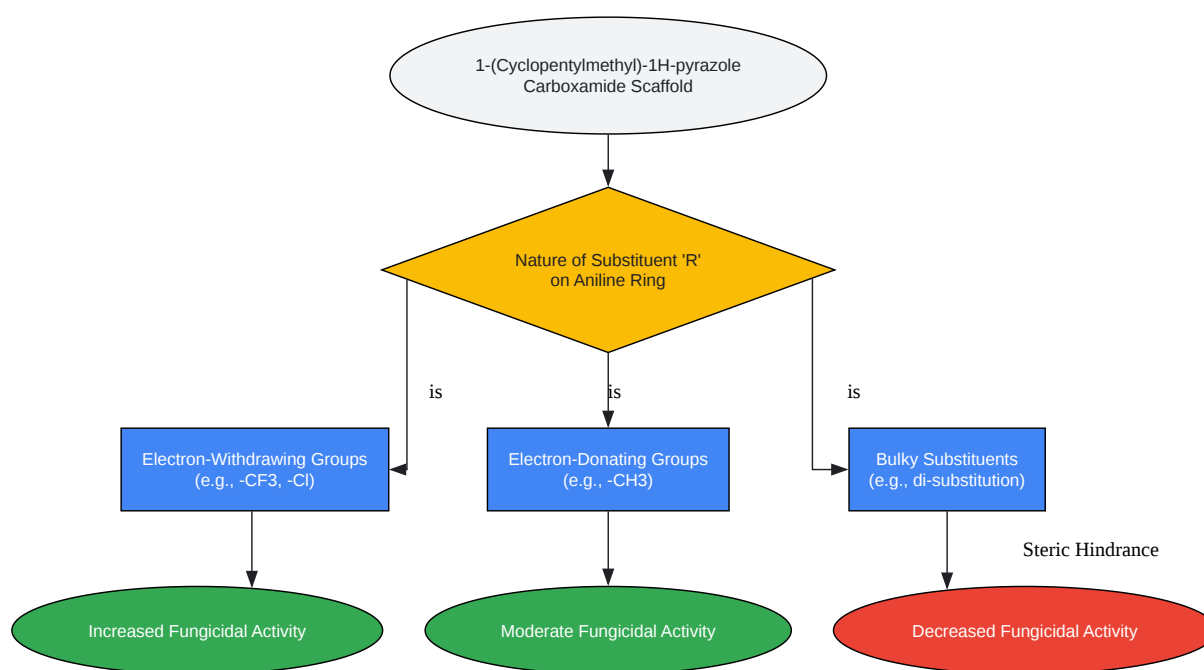 1-(Cyclopentylmethyl)-1H-pyrazole
Carboxamide Scaffold
Nature of Substituent 'R'
on Aniline Ring
is
is
is
Electron-Withdrawing Groups
(e.g., -CF3, -Cl)
Electron-Donating Groups
(e.g., -CH3)
Bulky Substituents
(e.g., di-substitution)
Steric Hindrance
Increased Fungicidal Activity
Moderate Fungicidal Activity
Decreased Fungicidal Activity